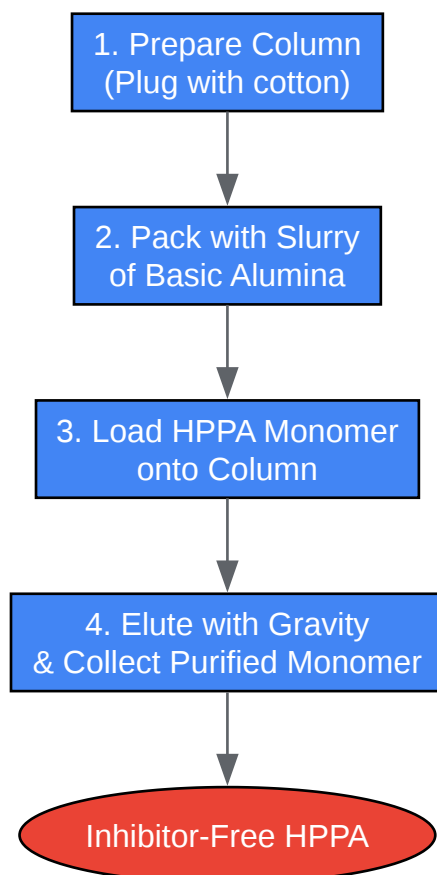 1. Prepare Column
(Plug with cotton)
2. Pack with Slurry
of Basic Alumina
3. Load HPPA Monomer
onto Column
4. Elute with Gravity
& Collect Purified Monomer
Inhibitor-Free HPPA